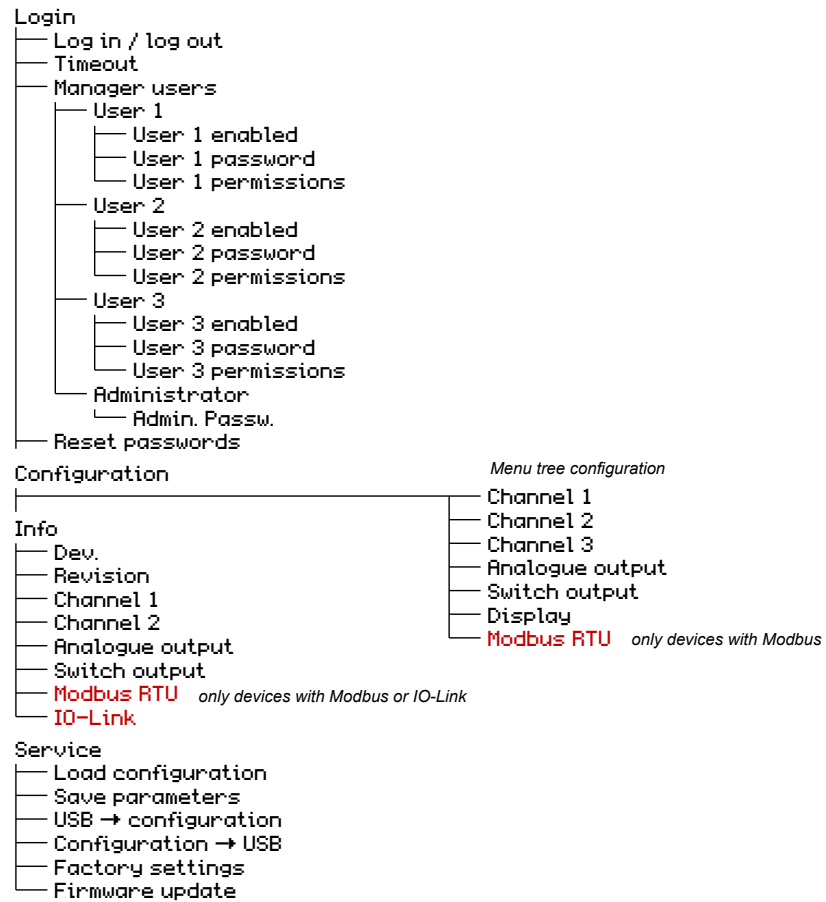 Login
Log in / log out
Timeout
Manager users
User 1
User 1 enabled
User 1 password
User 1 permissions
User 2
User 2 enabled
User 2 password
User 2 permissions
User 3
User 3 enabled
User 3 password
User 3 permissions
Administrator
Admin. Passw.
Reset passwords
Configuration
Menu tree configuration
Channel 1
Channel 2
Channel 3
Analogue output
Switch output
Display
Modbus RTU only devices with Modbus
Info
Dev.
Revision
Channel 1
Channel 2
Analogue output
Switch output
Modbus RTU only devices with Modbus or IO-Link
IO-Link
Service
Load configuration
Save parameters
USB → configuration
Configuration → USB
Factory settings
Firmware update